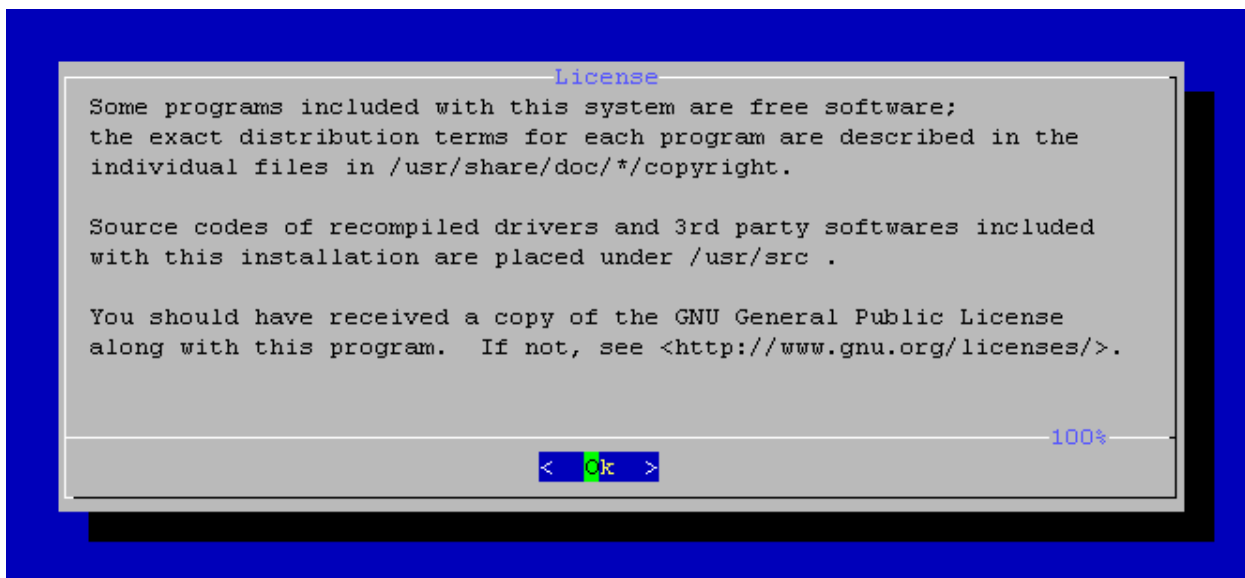 License
Some programs included with this system are free software;
the exact distribution terms for each program are described in the
individual files in /usr/share/doc/*/copyright.
Source codes of recompiled drivers and 3rd party softwares included
with this installation are placed under /usr/src .
You should have received a copy of the GNU General Public License
along with this program.  If not, see <http://www.gnu.org/licenses/>.
100%
<  Ok  >